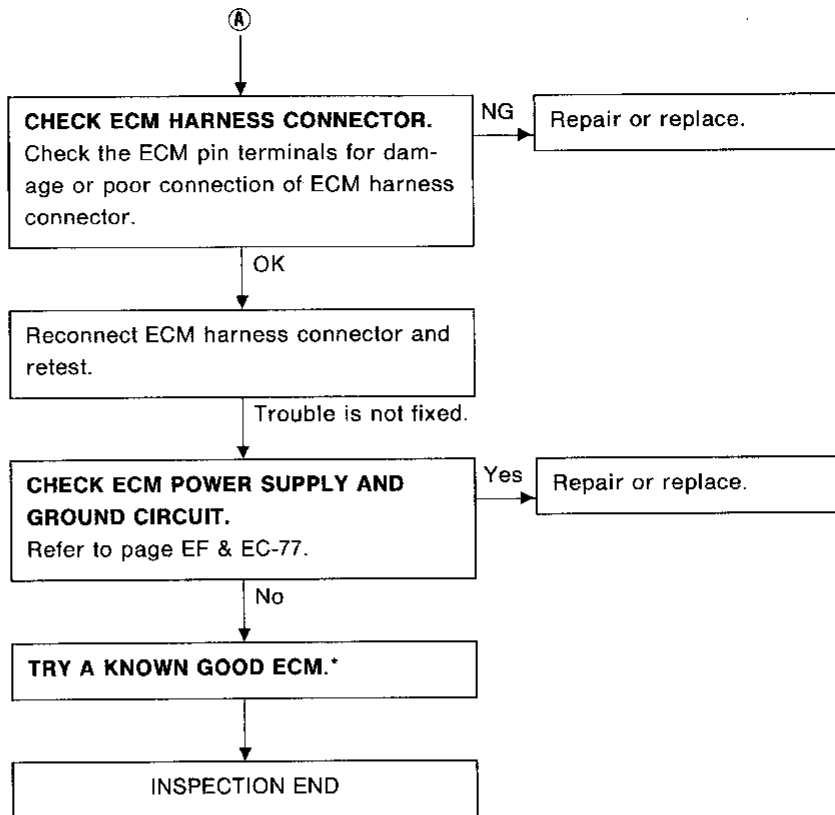 A
CHECK ECM HARNESS CONNECTOR.
NG
Repair or replace.
Check the ECM pin terminals for dam-
age or poor connection of ECM harness
connector.
OK
Reconnect ECM harness connector and
retest.
Trouble is not fixed.
CHECK ECM POWER SUPPLY AND
GROUND CIRCUIT.
Refer to page EF & EC-77.
Yes
Repair or replace.
No
TRY A KNOWN GOOD ECM.*
INSPECTION END